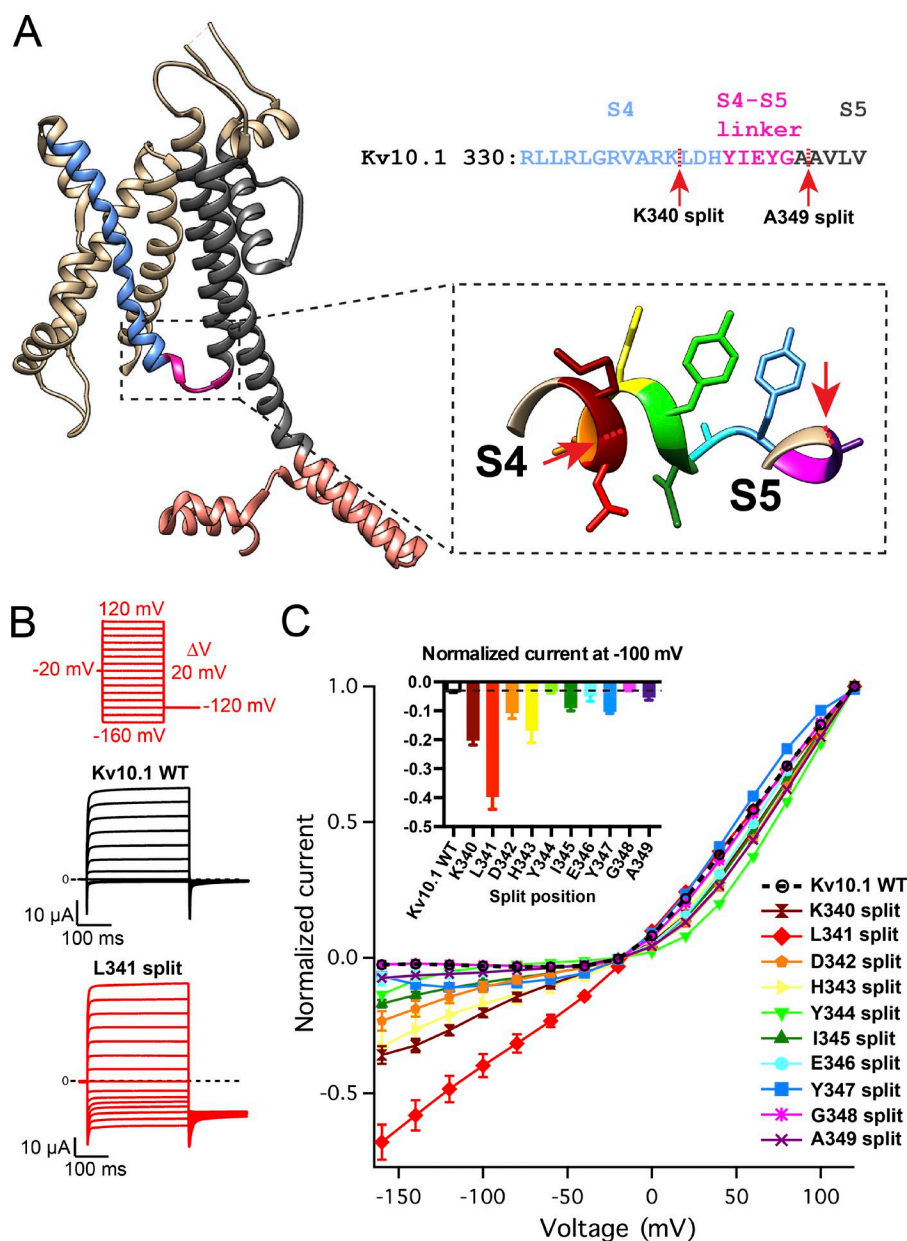 A
S4
S4-S5
linker
S5
Kv10.1 330:RLLRLGRVARKLDHYIEYGAAVLV
K340 split
A349 split
S4
S5
B
120 mV
ΔV
-20 mV
20 mV
-120 mV
-160 mV
Kv10.1 WT
0
10 µA
100 ms
L341 split
0
10 µA
100 ms
C
Normalized current at -100 mV
0.0
-0.1
-0.2
-0.3
-0.4
-0.5
Kv10.1 WT
K340
L341
D342
H343
Y344
I345
E346
Y347
G348
A349
Split position
1.0
0.5
0.0
-0.5
Normalized current
-150
-100
-50
0
50
100
Voltage (mV)
Kv10.1 WT
K340 split
L341 split
D342 split
H343 split
Y344 split
I345 split
E346 split
Y347 split
G348 split
A349 split